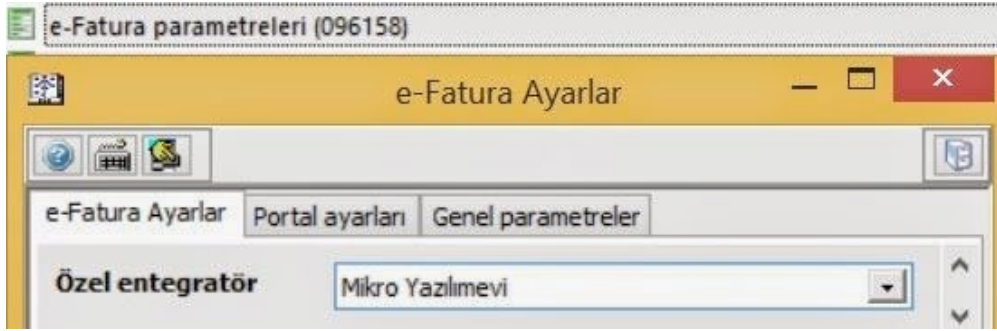 e-Fatura parametreleri (096158)
e-Fatura Ayarlar
e-Fatura Ayarlar Portal ayarları Genel parametreler
Özel entegratör Mikro Yazılımevi